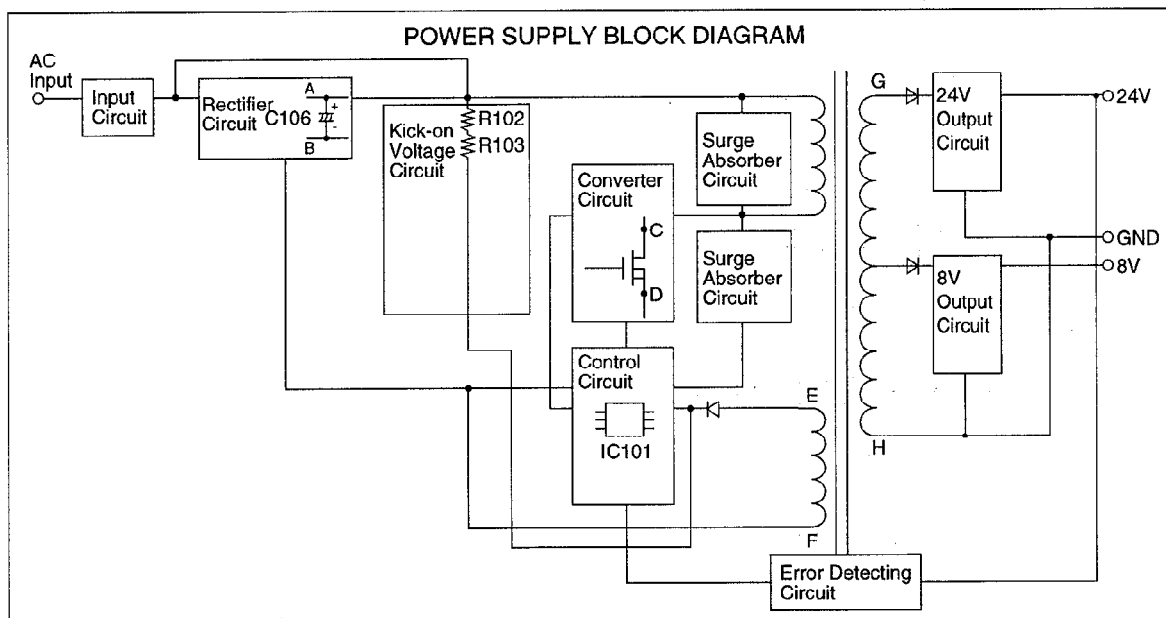 POWER SUPPLY BLOCK DIAGRAM
AC
Input
Input
Circuit
Rectifier
Circuit
C106
A
+
-
B
Kick-on
Voltage
Circuit
R102
R103
Converter
Circuit
C
D
Surge
Absorber
Circuit
Surge
Absorber
Circuit
Control
Circuit
IC101
E
F
G
H
24V
Output
Circuit
24V
GND
8V
8V
Output
Circuit
Error Detecting
Circuit